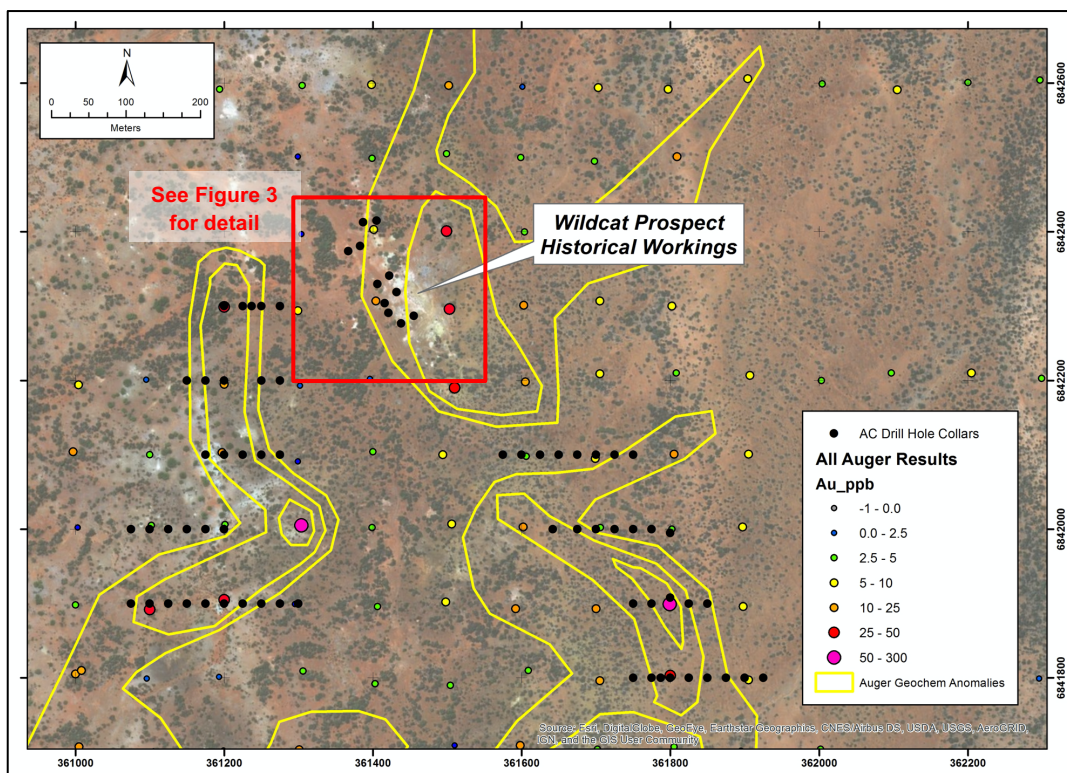 N
0 50 100 200
Meters
See Figure 3
for detail
Wildcat Prospect
Historical Workings
6842600
6842400
6842200
6842000
6841800
AC Drill Hole Collars
All Auger Results
Au_ppb
-1 - 0.0
0.0 - 2.5
2.5 - 5
5 - 10
10 - 25
25 - 50
50 - 300
Auger Geochem Anomalies
Source: Esri, DigitalGlobe, GeoEye, Earthstar Geographics, CNES/Airbus DS, USDA, USGS, AeroGRID,
IGN, and the GIS User Community
361000 361200 361400 361600 361800 362000 362200